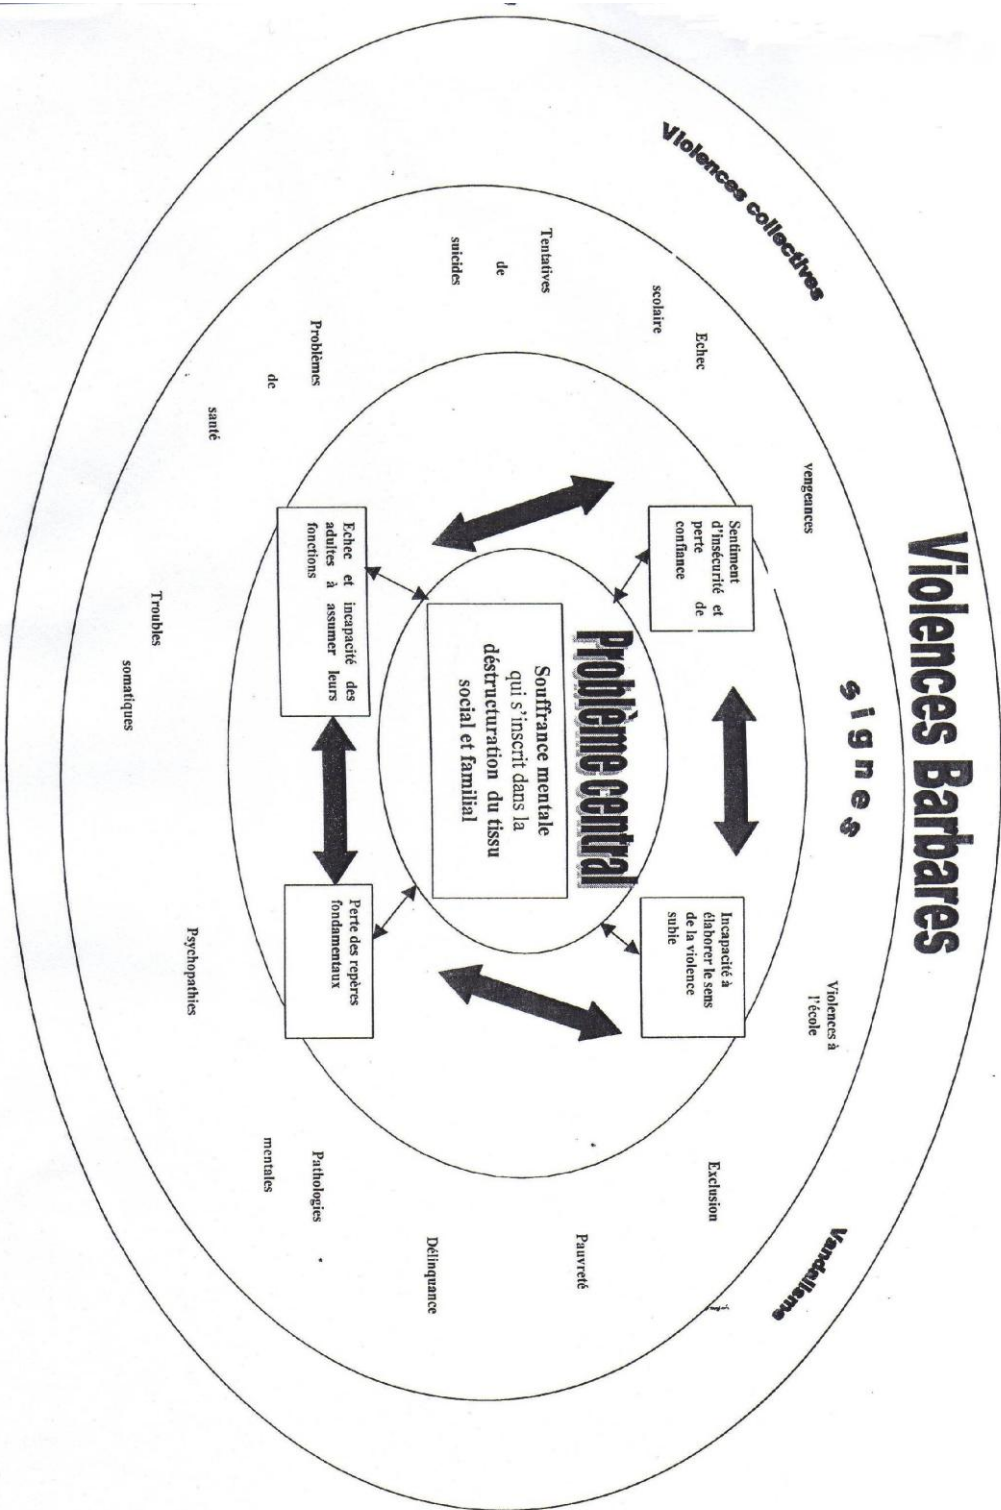 Violences Barbares
Violences collectives
signes
Vandalisme
vengeances
Violences à
l'école
Echec
scolaire
Exclusion
Tentatives
de
suicides
Pauvreté
Problèmes
de
santé
Délinquance
Troubles
somatiques
Psychopathies
Pathologies
mentales
Sentiment
d'insécurité et
perte de
confiance
Incapacité à
élaborer le sens
de la violence
subie
Problème central
Souffrance mentale
qui s'inscrit dans la
déstructuration du tissu
social et familial
Echec et incapacité des
adultes à assumer leurs
fonctions
Perte des repères
fondamentaux